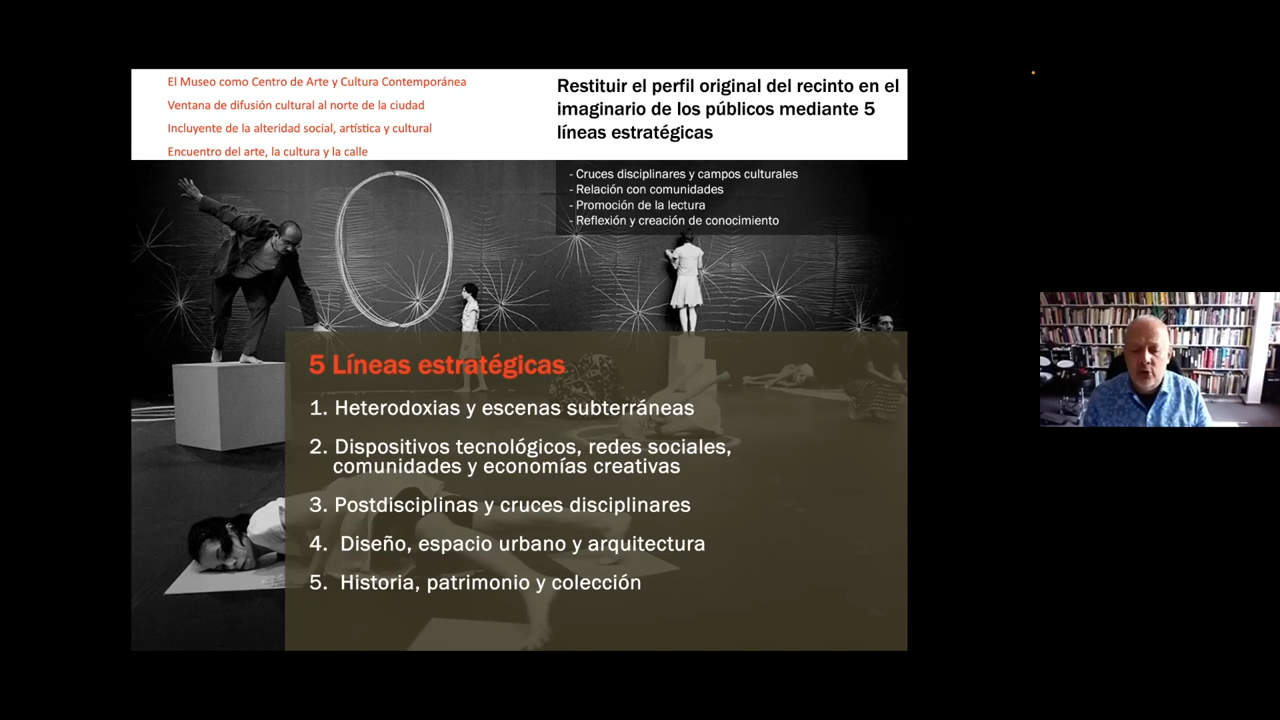 El Museo como Centro de Arte y Cultura Contemporánea
Ventana de difusión cultural al norte de la ciudad
Incluyente de la alteridad social, artística y cultural
Encuentro del arte, la cultura y la calle
Restituir el perfil original del recinto en el
imaginario de los públicos mediante 5
líneas estratégicas
- Cruces disciplinares y campos culturales
- Relación con comunidades
- Promoción de la lectura
- Reflexión y creación de conocimiento
5 Líneas estratégicas
1. Heterodoxias y escenas subterráneas
2. Dispositivos tecnológicos, redes sociales,
comunidades y economías creativas
3. Postdisciplinas y cruces disciplinares
4. Diseño, espacio urbano y arquitectura
5. Historia, patrimonio y colección